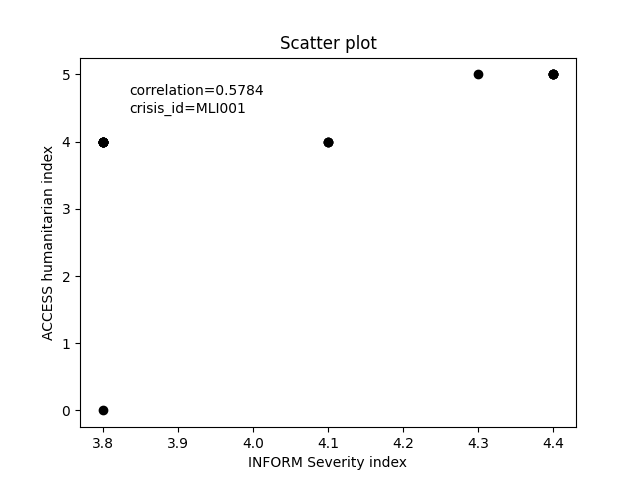 Scatter plot
correlation=0.5784
crisis_id=MLI001
ACCESS humanitarian index
5
4
3
2
1
0
3.8 3.9 4.0 4.1 4.2 4.3 4.4
INFORM Severity index